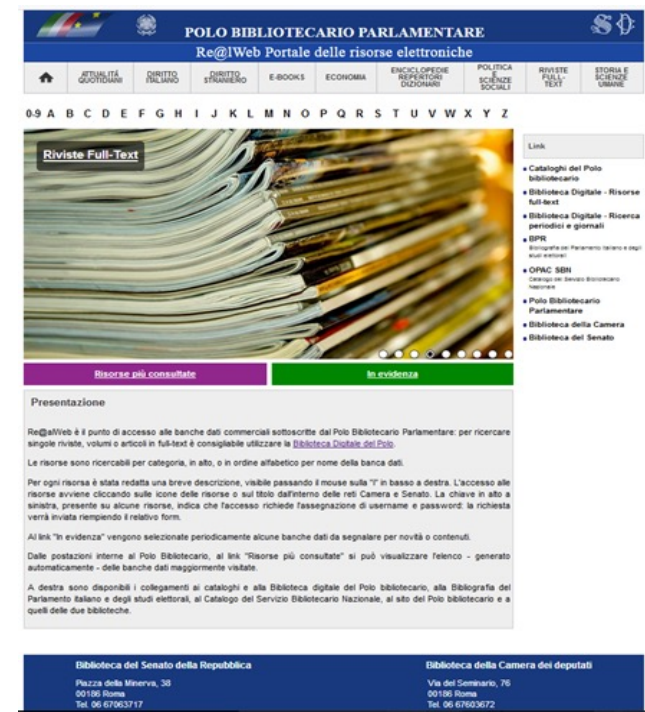 POLO BIBLIOTECARIO PARLAMENTARE
Re@lWeb Portale delle risorse elettroniche
ATTUALITÀ QUOTIDIANI
DIRITTO ITALIANO
DIRITTO STRANIERO
E-BOOKS
ECONOMIA
ENCICLOPEDIE REPERTORI DIZIONARI
POLITICA E SCIENZE SOCIALI
RIVISTE FULL-TEXT
STORIA E SCIENZE UMANE
0-9 A B C D E F G H I J K L M N O P Q R S T U V W X Y Z
Riviste Full-Text
Link
Cataloghi del Polo
bibliotecario
Biblioteca Digitale - Risorse
full-text
Biblioteca Digitale - Ricerca
periodici e giornali
BPR
Bibliografia del Parlamento italiano e degli
studi elettorali
OPAC SBN
Catalogo del Servizio Bibliotecario
Nazionale
Polo Bibliotecario
Parlamentare
Biblioteca della Camera
Biblioteca del Senato
Risorse più consultate
In evidenza
Presentazione
Re@lWeb è il punto di accesso alle banche dati commerciali sottoscritte dal Polo Bibliotecario Parlamentare: per ricercare
singole riviste, volumi o articoli in full-text è consigliabile utilizzare la Biblioteca Digitale del Polo.
Le risorse sono ricercabili per categoria, in alto, o in ordine alfabetico per nome della banca dati.
Per ogni risorsa è stata redatta una breve descrizione, visibile passando il mouse sulla "I" in basso a destra. L'accesso alle
risorse avviene cliccando sulle icone delle risorse o sul titolo dall'interno delle reti Camera e Senato. La chiave in alto a
sinistra, presente su alcune risorse, indica che l'accesso richiede l'assegnazione di username e password: la richiesta
verrà inviata riempiendo il relativo form.
Al link "In evidenza" vengono selezionate periodicamente alcune banche dati da segnalare per novità o contenuti.
Dalle postazioni interne al Polo Bibliotecario, al link "Risorse più consultate" si può visualizzare l'elenco - generato
automaticamente - delle banche dati maggiormente visitate.
A destra sono disponibili i collegamenti ai cataloghi e alla Biblioteca digitale del Polo bibliotecario, alla Bibliografia del
Parlamento italiano e degli studi elettorali, al Catalogo del Servizio Bibliotecario Nazionale, al sito del Polo bibliotecario e a
quelli delle due biblioteche.
Biblioteca del Senato della Repubblica
Piazza della Minerva, 38
00186 Roma
Tel. 06 67063717
Biblioteca della Camera dei deputati
Via del Seminario, 76
00186 Roma
Tel. 06 67603672